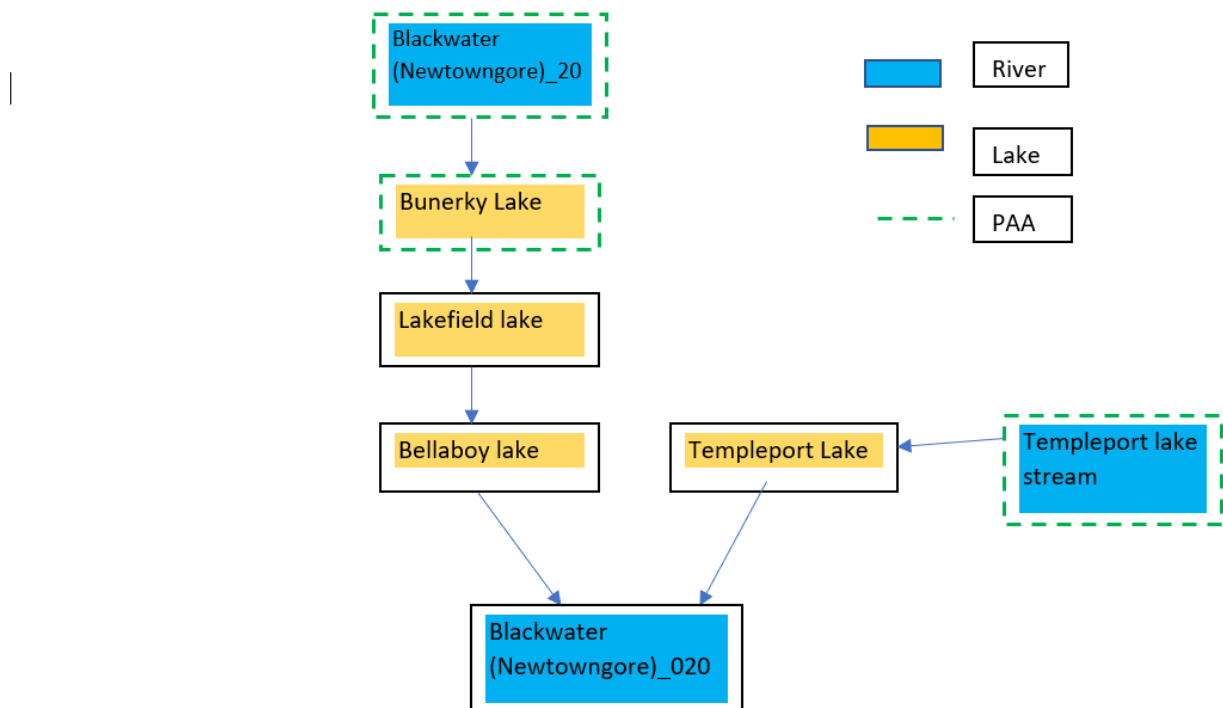 Blackwater
(Newtowngore)_20
River
Lake
Bunerky Lake
PAA
Lakefield lake
Bellaboy lake
Templeport Lake
Templeport lake
stream
Blackwater
(Newtowngore)_020